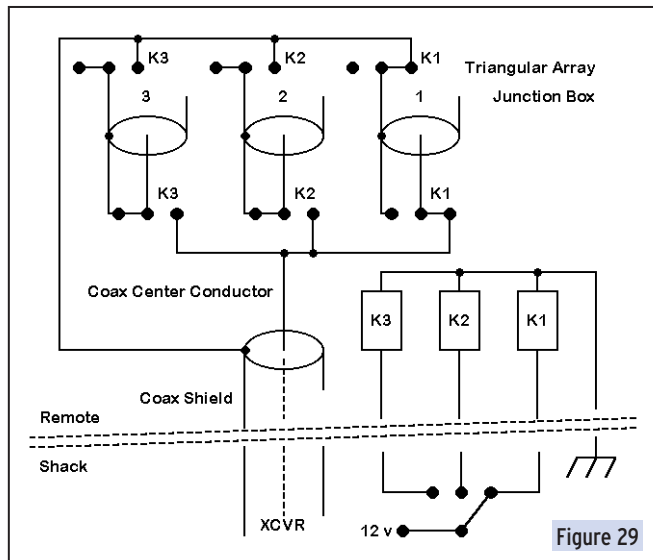 K3 K2 K1
Triangular Array
Junction Box
3 2 1
K3 K2 K1
Coax Center Conductor
K3 K2 K1
Coax Shield
Remote
Shack
XCVR
12 v
Figure 29